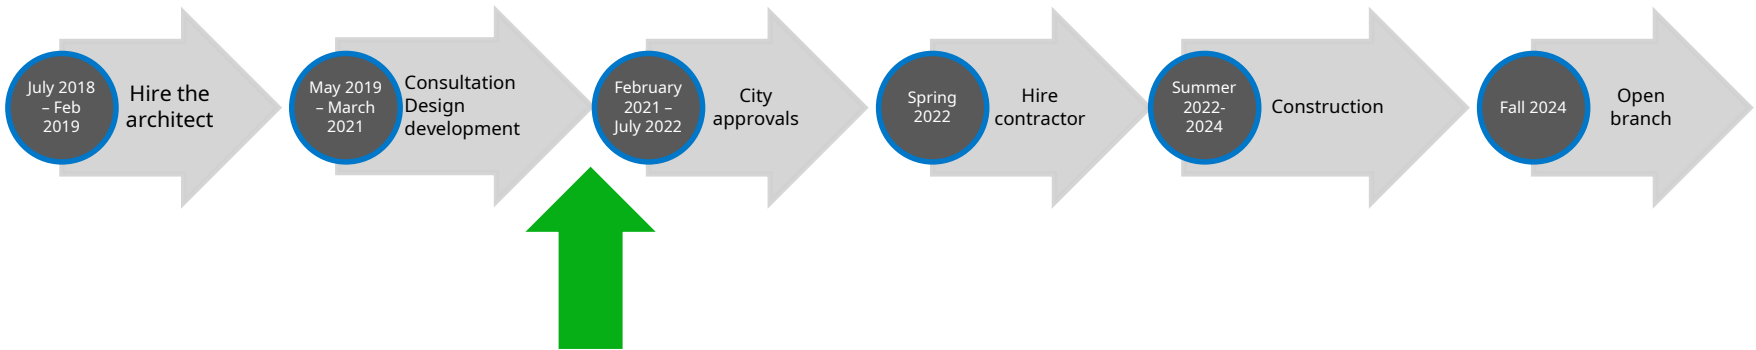 July 2018
– Feb
2019
Hire the
architect
May 2019
– March
2021
Consultation
Design
development
February
2021 –
July 2022
City
approvals
Spring
2022
Hire
contractor
Summer
2022-
2024
Construction
Fall 2024
Open
branch